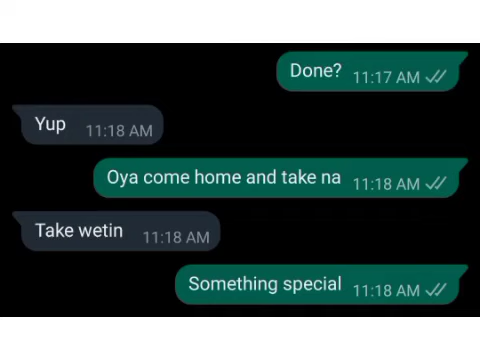 Done? 11:17 AM
Yup 11:18 AM
Oya come home and take na 11:18 AM
Take wetin 11:18 AM
Something special 11:18 AM